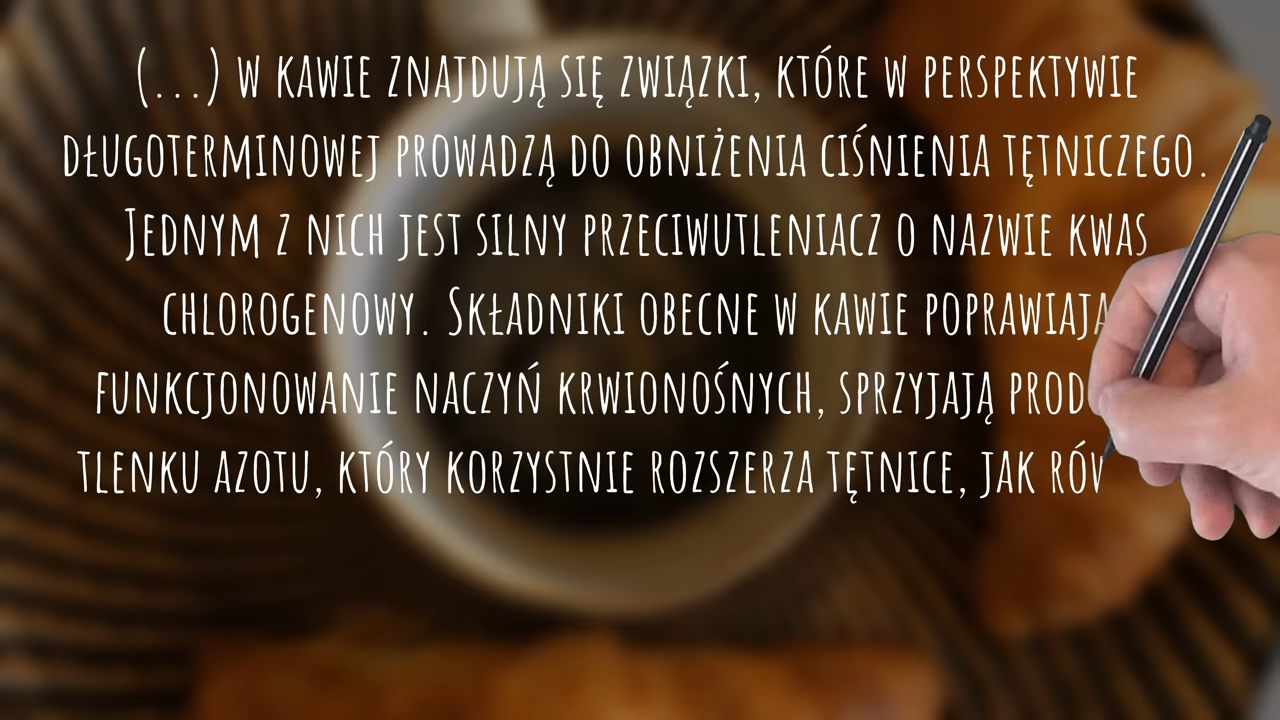 (...) w kawie znajdują się związki, które w perspektywie
długoterminowej prowadzą do obniżenia ciśnienia tętniczego.
Jednym z nich jest silny przeciwutleniacz o nazwie kwas
chlorogenowy. Składniki obecne w kawie poprawiają
funkcjonowanie naczyń krwionośnych, sprzyjają
tlenku azotu, który korzystnie rozszerza tętnice, jak